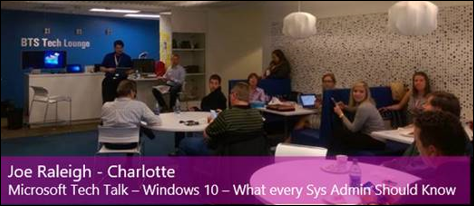 BTS Tech Lounge
Joe Raleigh - Charlotte
Microsoft Tech Talk – Windows 10 – What every Sys Admin Should Know